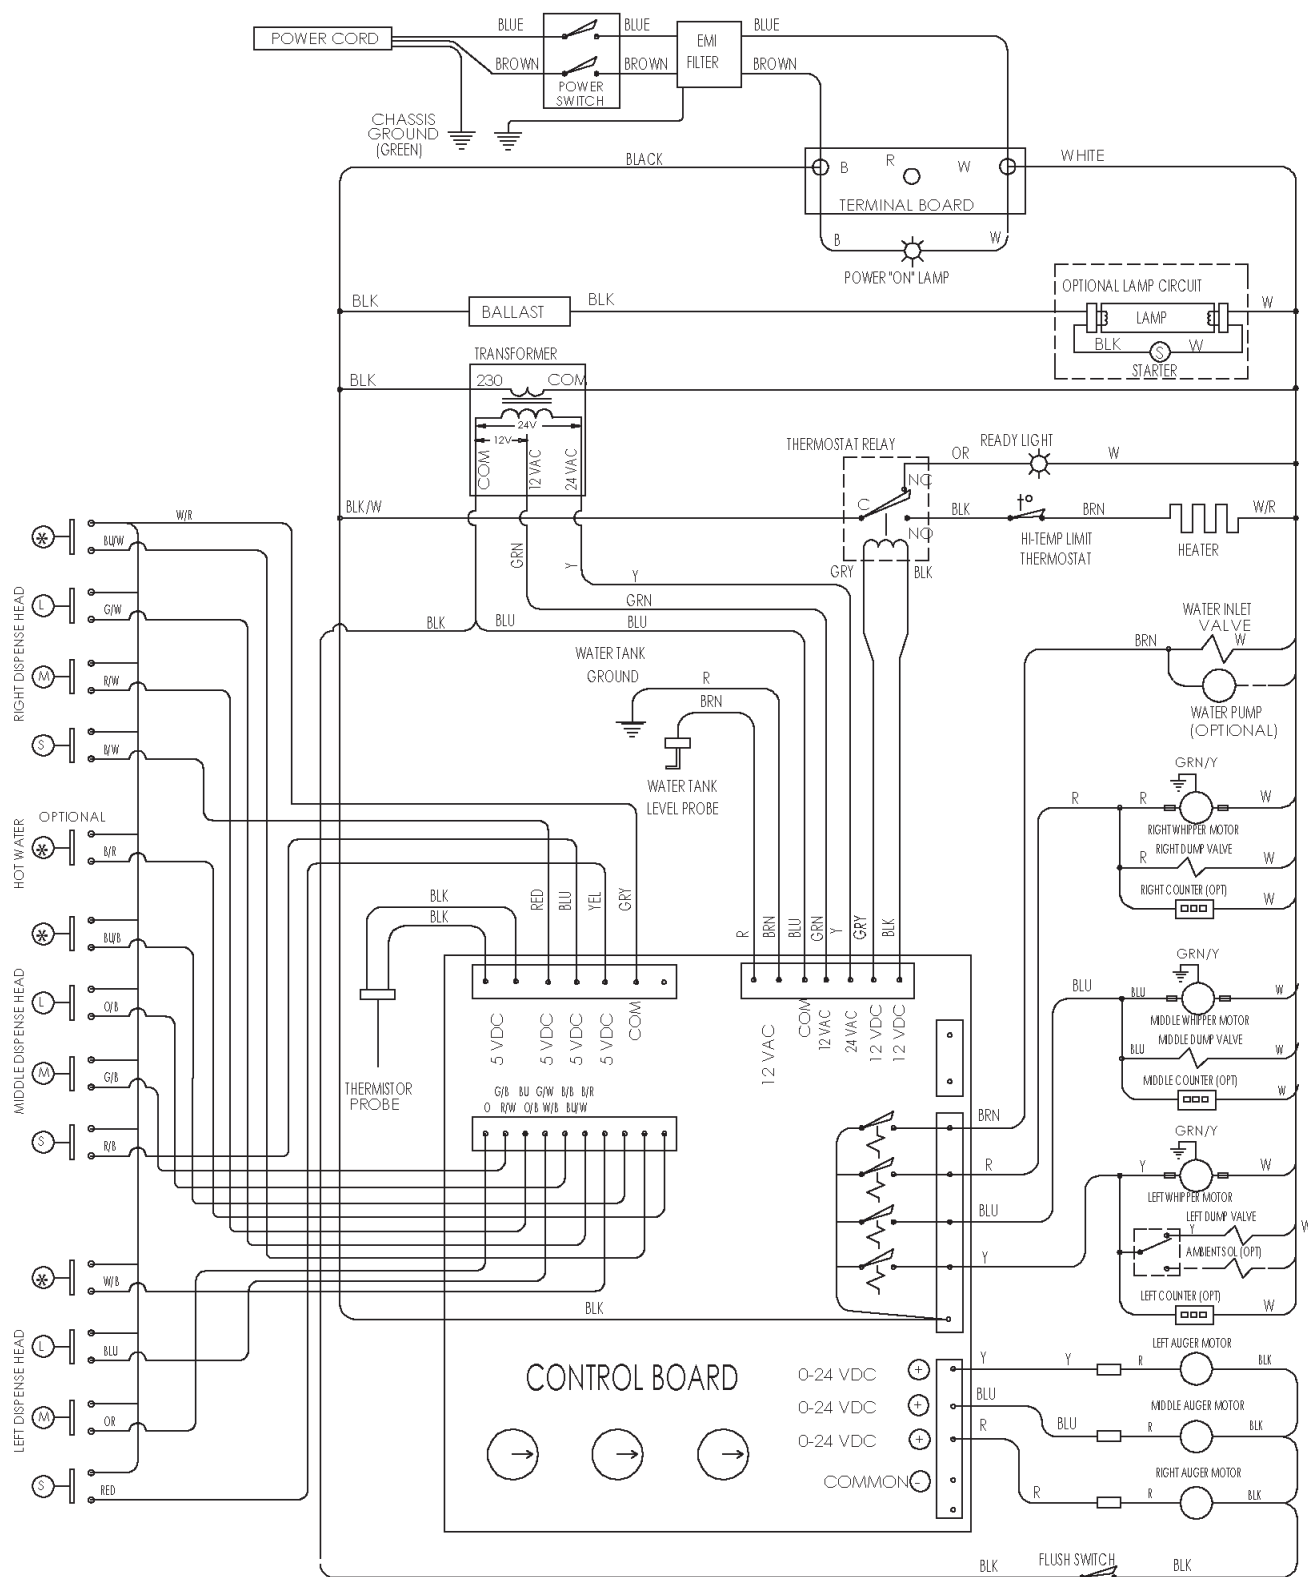 BLUE
BLUE
BLUE
POWER CORD
EMI
FILTER
BROWN
BROWN
BROWN
POWER
SWITCH
CHASSIS
GROUND
(GREEN)
BLACK
B
R
W
WHITE
TERMINAL BOARD
B
W
POWER "ON" LAMP
OPTIONAL LAMP CIRCUIT
BLK
BALLAST
BLK
LAMP
W
BLK
S
W
STARTER
TRANSFORMER
BLK
230
COM
24V
12V
COM
12 VAC
24 VAC
THERMOSTAT RELAY
OR
READY LIGHT
W
NC
C
BLK/W
NO
BLK
t°
BRN
W/R
HI-TEMP LIMIT
THERMOSTAT
HEATER
GRN
Y
GRY
BLK
Y
GRN
BLK
BLU
BLU
WATER INLET
VALVE
BRN
W
WATER PUMP
(OPTIONAL)
WATER TANK
GROUND
R
BRN
WATER TANK
LEVEL PROBE
W/R
*
BU/W
RIGHT DISPENSE HEAD
L
G/W
M
R/W
S
B/W
OPTIONAL
HOT WATER
*
B/R
*
BU/B
MIDDLE DISPENSE HEAD
L
O/B
M
G/B
S
R/B
*
W/B
LEFT DISPENSE HEAD
L
BLU
M
OR
S
RED
GRN/Y
R
R
W
RIGHT WHIPPER MOTOR
RIGHT DUMP VALVE
R
W
RIGHT COUNTER (OPT)
W
GRN/Y
BLU
BLU
W
MIDDLE WHIPPER MOTOR
MIDDLE DUMP VALVE
BLU
W
MIDDLE COUNTER (OPT)
W
GRN/Y
Y
W
LEFT WHIPPER MOTOR
LEFT DUMP VALVE
Y
W
AMBIENT SOL (OPT)
LEFT COUNTER (OPT)
W
BLK
BLK
RED
BLU
YEL
GRY
R
BRN
BLU
GRN
Y
GRY
BLK
5 VDC
5 VDC
5 VDC
5 VDC
COM
12 VAC
COM
12 VAC
24 VAC
12 VDC
12 VDC
THERMISTOR
PROBE
G/B BU G/W B/B B/R
O R/W O/B W/B BU/W
BRN
R
BLU
Y
BLK
CONTROL BOARD
0-24 VDC +
0-24 VDC +
0-24 VDC +
COMMON -
Y
Y
R
LEFT AUGER MOTOR
BLK
BLU
BLU
R
MIDDLE AUGER MOTOR
BLK
R
R
R
RIGHT AUGER MOTOR
BLK
BLK
FLUSH SWITCH
BLK